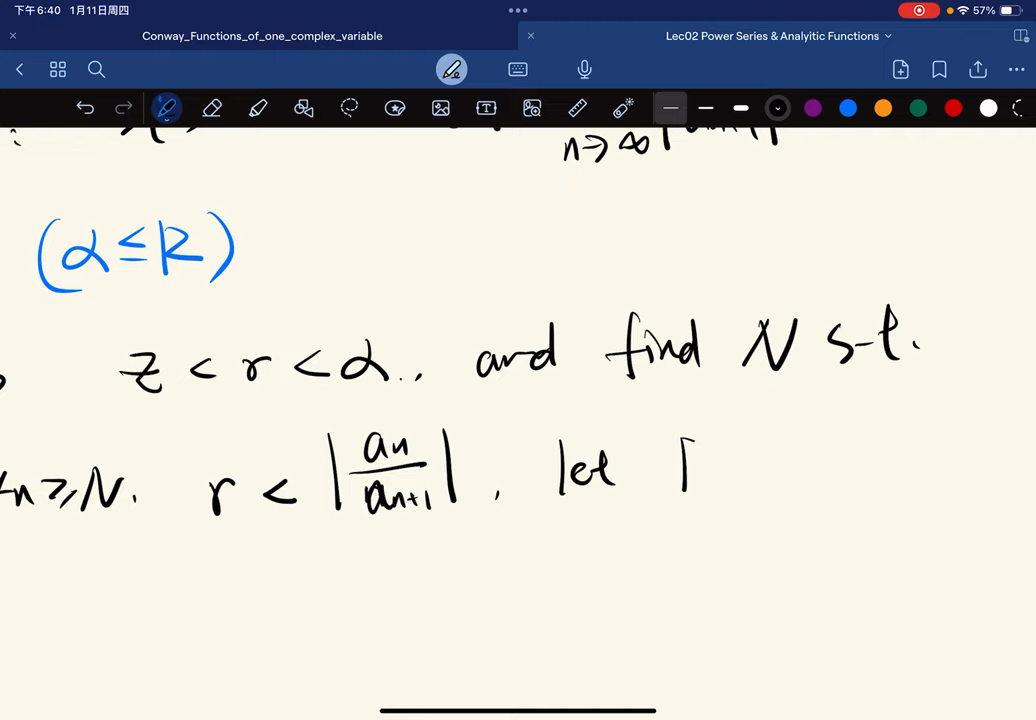 下午6:40 1月11日周四
57%
Conway_Functions_of_one_complex_variable
Lec02 Power Series & Analyitic Functions
n→∞
(α≤R)
z < r < α.., and find N s-t.
n≥N. r < |an/an+1|, let